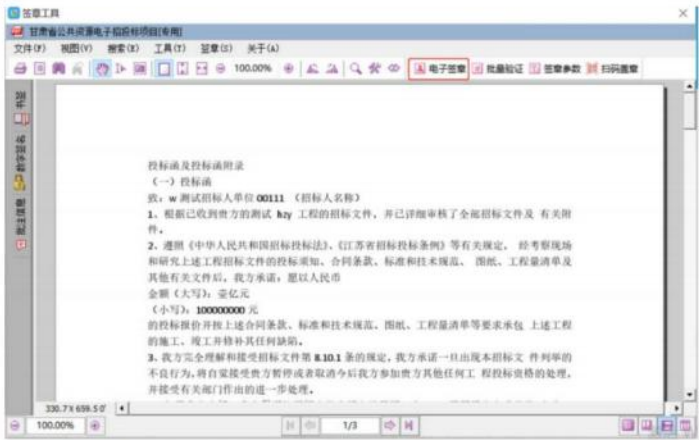 签章工具
甘肃省公共资源电子招投标项目[专用]
文件(F) 视图(V) 搜索(X) 工具(T) 签章(S) 关于(A)
100.00% 电子签章 批量验证 签章参数 扫码盖章
书签
数字签名
批注信息
投标函及投标函附录
（一）投标函
致：w 测试招标人单位 00111 （招标人名称）
1、根据已收到贵方的测试 hzy 工程的招标文件，并已详细审核了全部招标文件及 有关附
件。
2、遵照《中华人民共和国招标投标法》、《江苏省招标投标条例》等有关规定， 经考察现场
和研究上述工程招标文件的投标须知、合同条款、标准和技术规范、 图纸、工程量清单及
其他有关文件后，我方承诺：愿以人民币
金额（大写）：壹亿元
（小写）：100000000 元
的投标报价并按上述合同条款、标准和技术规范、图纸、工程量清单等要求承包 上述工程
的施工、竣工并修补其任何缺陷。
3、我方完全理解和接受招标文件第 8.10.1 条的规定，我方承诺一旦出现本招标文 件列举的
不良行为，将自觉接受贵方暂停或者取消今后我方参加贵方其他任何工 程投标资格的处理，
并接受有关部门作出的进一步处理。
330.7 X 659.5 0'
100.00% 1/3